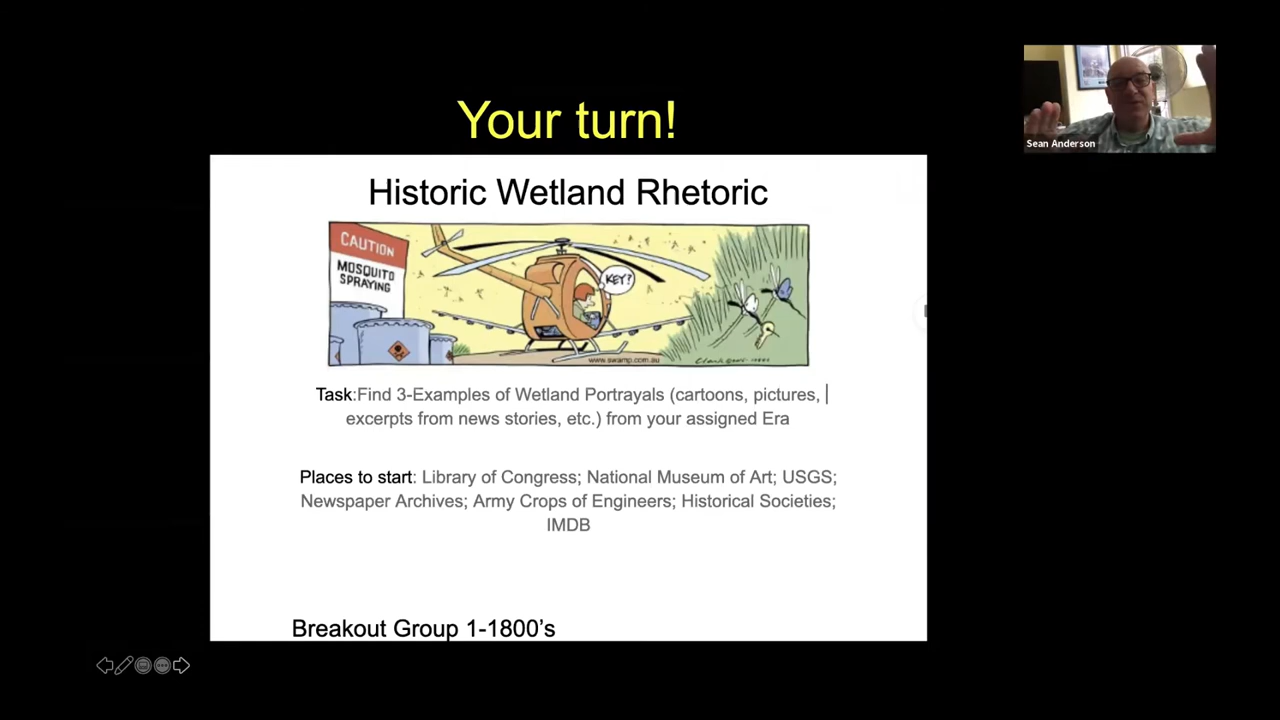 Your turn!
Sean Anderson
Historic Wetland Rhetoric
CAUTION
MOSQUITO
SPRAYING
KEY?
www.swamp.com.au
Task:Find 3-Examples of Wetland Portrayals (cartoons, pictures,
excerpts from news stories, etc.) from your assigned Era
Places to start: Library of Congress; National Museum of Art; USGS;
Newspaper Archives; Army Crops of Engineers; Historical Societies;
IMDB
Breakout Group 1-1800's